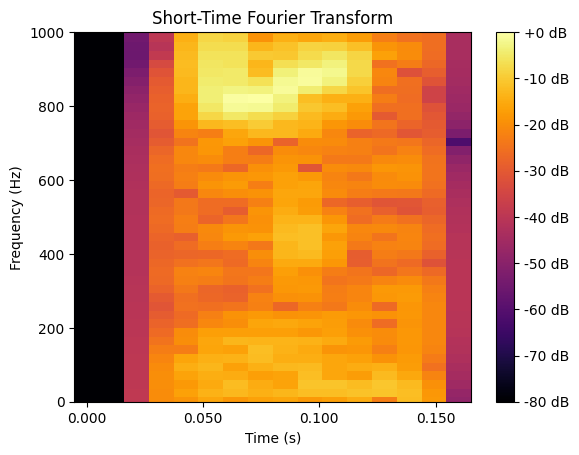 Short-Time Fourier Transform
1000
800
600
400
200
0
Frequency (Hz)
0.000
0.050
0.100
0.150
Time (s)
+0 dB
-10 dB
-20 dB
-30 dB
-40 dB
-50 dB
-60 dB
-70 dB
-80 dB